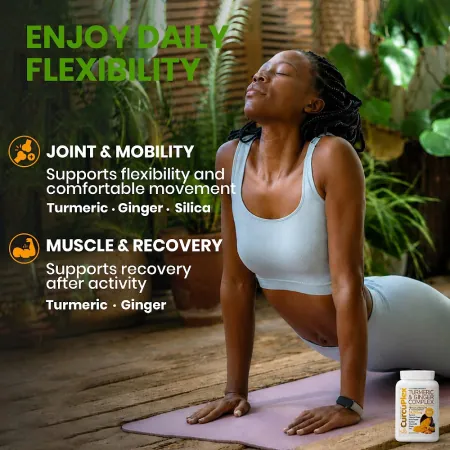 ENJOY DAILY
FLEXIBILITY
JOINT & MOBILITY
Supports flexibility and
comfortable movement
Turmeric · Ginger · Silica
MUSCLE & RECOVERY
Supports recovery
after activity
Turmeric · Ginger
CurcuPlex
TURMERIC
& GINGER
COMPLEX